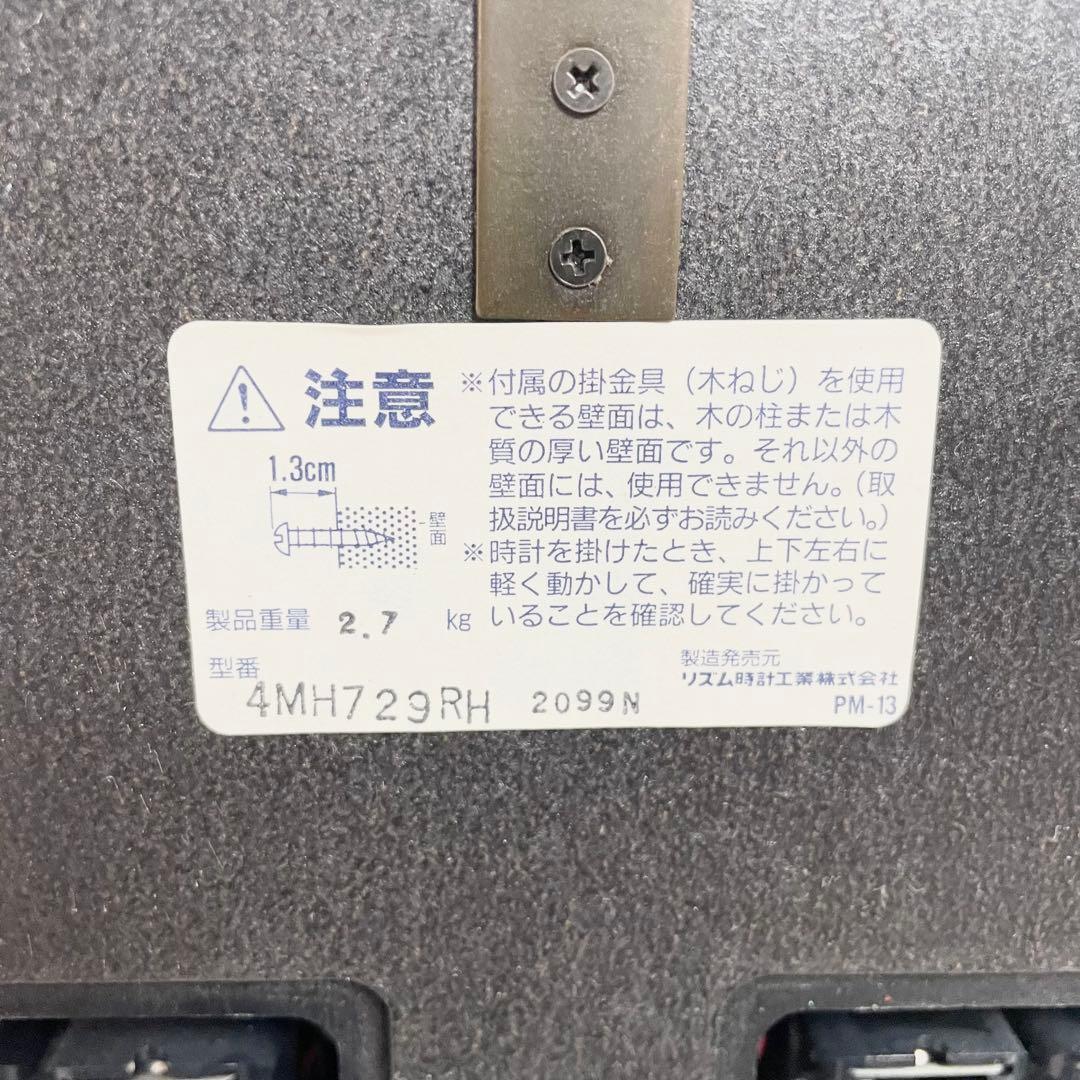 注意
1.3cm
壁面
※付属の掛金具（木ねじ）を使用
できる壁面は、木の柱または木
質の厚い壁面です。それ以外の
壁面には、使用できません。（取
扱説明書を必ずお読みください。）
※時計を掛けたとき、上下左右に
軽く動かして、確実に掛かって
いることを確認してください。
製品重量 2.7 kg
型番
4MH729RH 2099N
製造発売元
リズム時計工業株式会社
PM-13